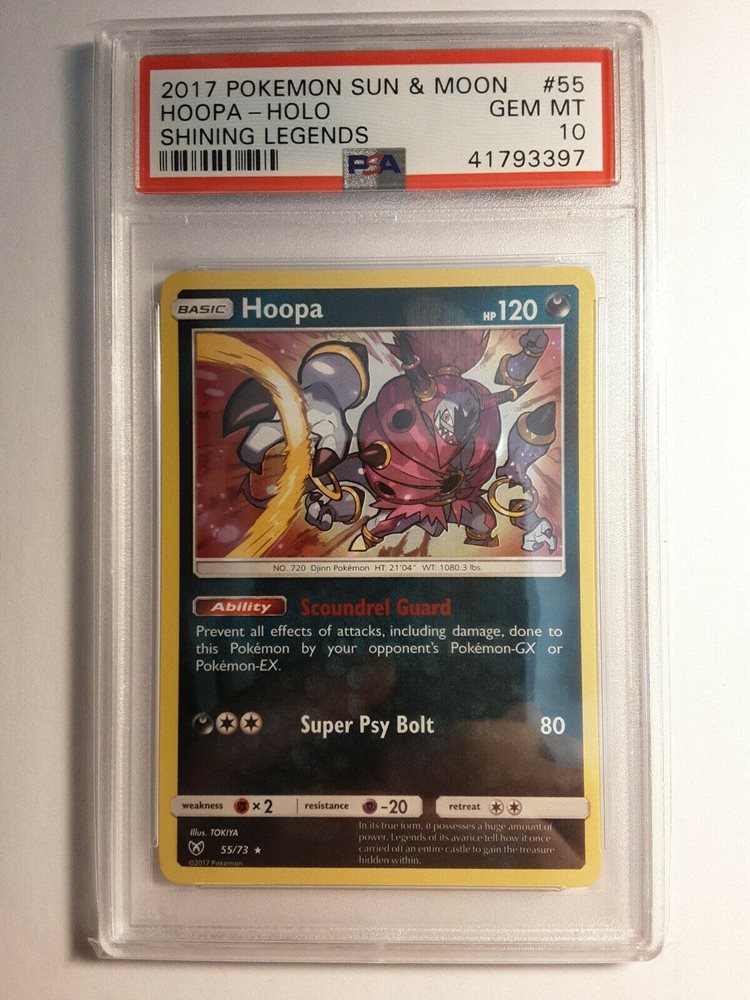 2017 POKEMON SUN & MOON #55
HOOPA - HOLO GEM MT
SHINING LEGENDS 10
PSA 41793397
BASIC Hoopa HP 120
NO. 720 Djinn Pokémon HT: 21'04" WT: 1080.3 lbs.
Ability Scoundrel Guard
Prevent all effects of attacks, including damage, done to
this Pokémon by your opponent's Pokémon-GX or
Pokémon-EX.
Super Psy Bolt 80
weakness ×2 resistance -20 retreat
Illus. TOKIYA
55/73
©2017 Pokémon
In its true form, it possesses a huge amount of
power. Legends of its avarice tell how it once
carried off an entire castle to gain the treasure
hidden within.